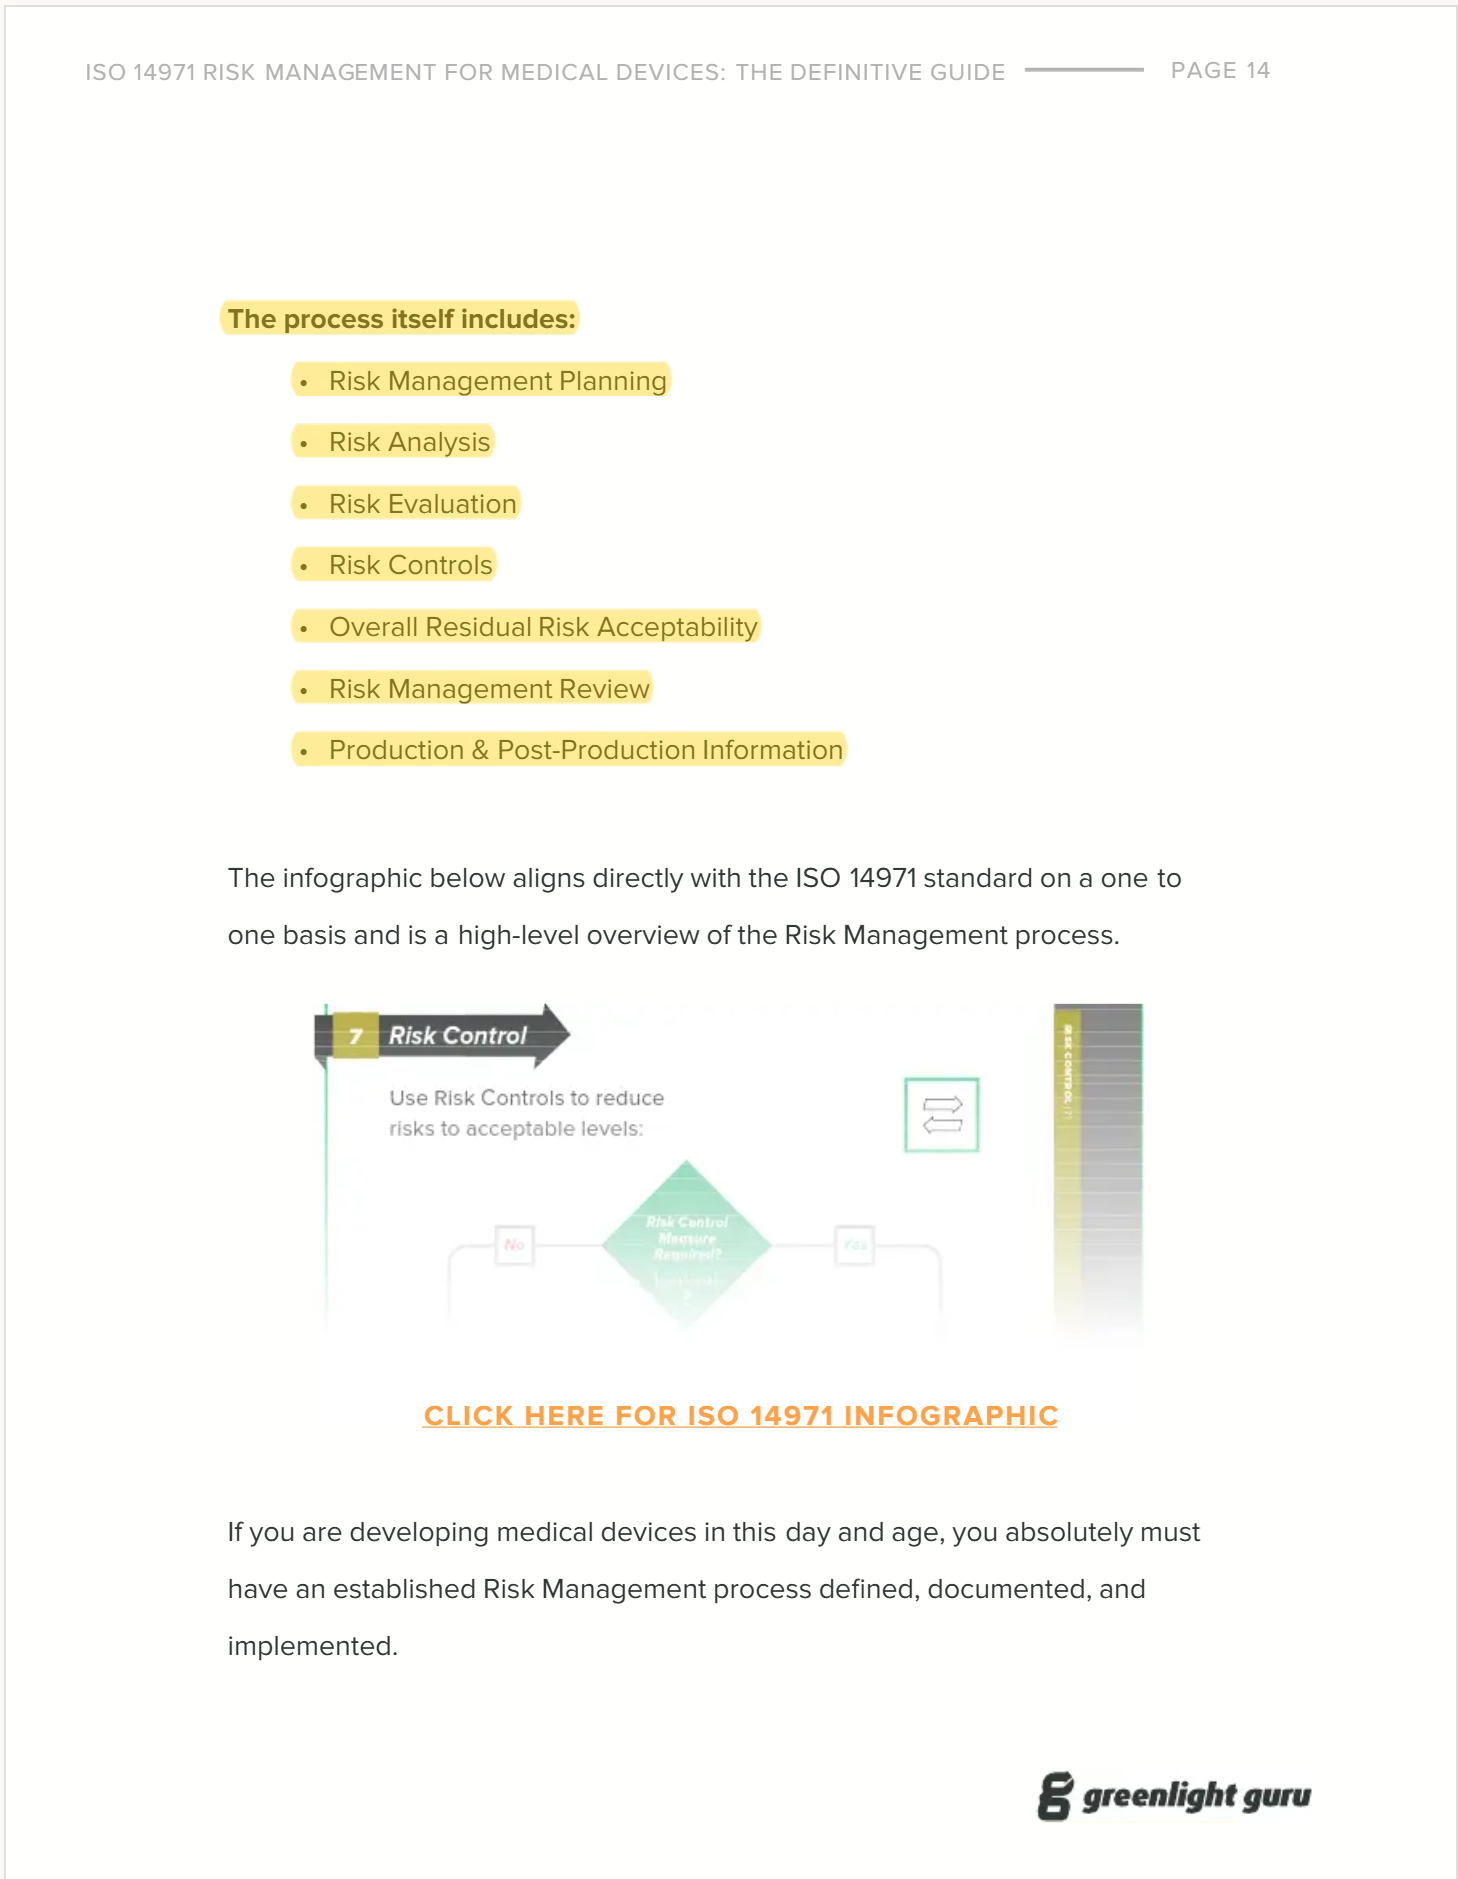 ISO 14971 RISK MANAGEMENT FOR MEDICAL DEVICES: THE DEFINITIVE GUIDE PAGE 14
The process itself includes:
• Risk Management Planning
• Risk Analysis
• Risk Evaluation
• Risk Controls
• Overall Residual Risk Acceptability
• Risk Management Review
• Production & Post-Production Information
The infographic below aligns directly with the ISO 14971 standard on a one to
one basis and is a high-level overview of the Risk Management process.
7 Risk Control
RISK CONTROL (7)
Use Risk Controls to reduce
risks to acceptable levels:
Risk Control
Measure
Required?
No
Yes
CLICK HERE FOR ISO 14971 INFOGRAPHIC
If you are developing medical devices in this day and age, you absolutely must
have an established Risk Management process defined, documented, and
implemented.
greenlight guru